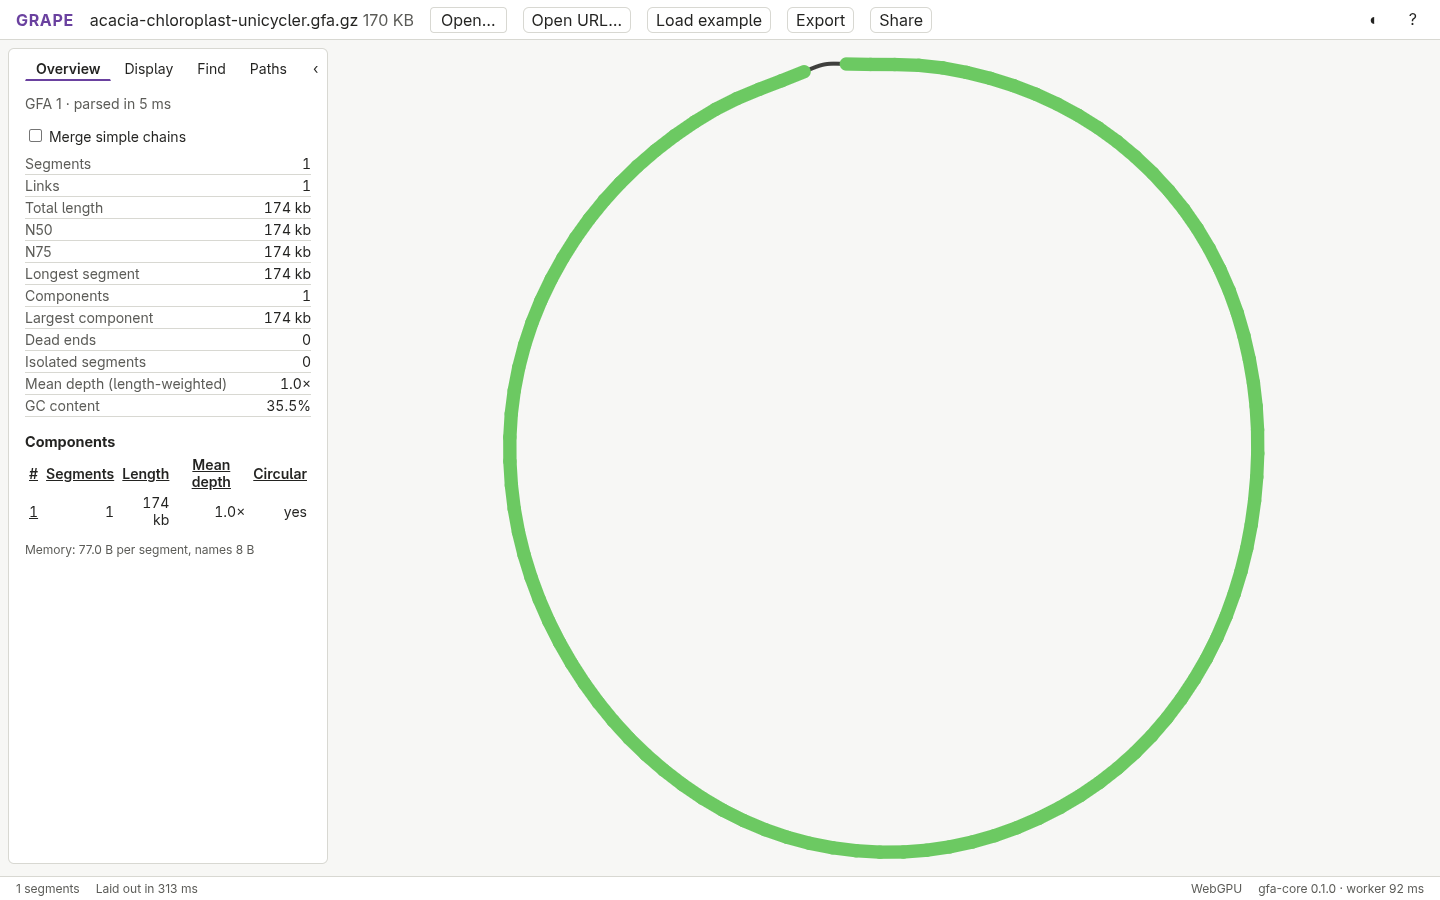 GRAPE acacia-chloroplast-unicycler.gfa.gz 170 KB Open... Open URL... Load example Export Share ?
Overview Display Find Paths ‹
GFA 1 · parsed in 5 ms
Merge simple chains
Segments 1
Links 1
Total length 174 kb
N50 174 kb
N75 174 kb
Longest segment 174 kb
Components 1
Largest component 174 kb
Dead ends 0
Isolated segments 0
Mean depth (length-weighted) 1.0×
GC content 35.5%
Components
# Segments Length Mean depth Circular
1 1 174 kb 1.0× yes
Memory: 77.0 B per segment, names 8 B
1 segments Laid out in 313 ms WebGPU gfa-core 0.1.0 · worker 92 ms